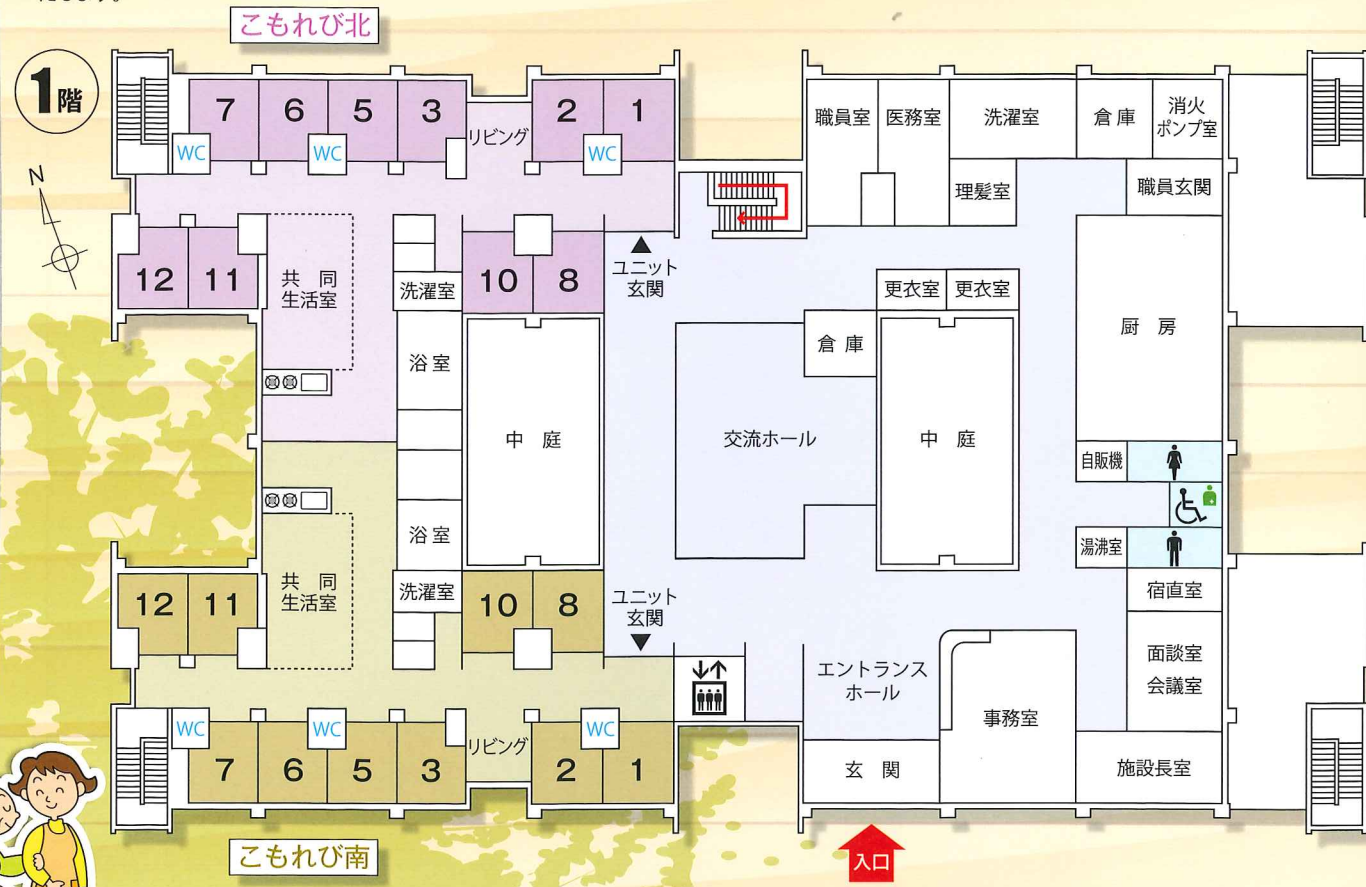 たします。
こもれび北
1階
N
7
6
5
3
リビング
2
1
WC
WC
WC
職員室
医務室
洗濯室
倉庫
消火
ポンプ室
理髪室
職員玄関
12
11
共同
生活室
洗濯室
10
8
ユニット
玄関
更衣室
更衣室
厨房
浴室
倉庫
中庭
交流ホール
中庭
自販機
浴室
湯沸室
12
11
共同
生活室
洗濯室
10
8
ユニット
玄関
宿直室
面談室
会議室
エントランス
ホール
事務室
WC
WC
WC
7
6
5
3
リビング
2
1
玄関
施設長室
こもれび南
入口